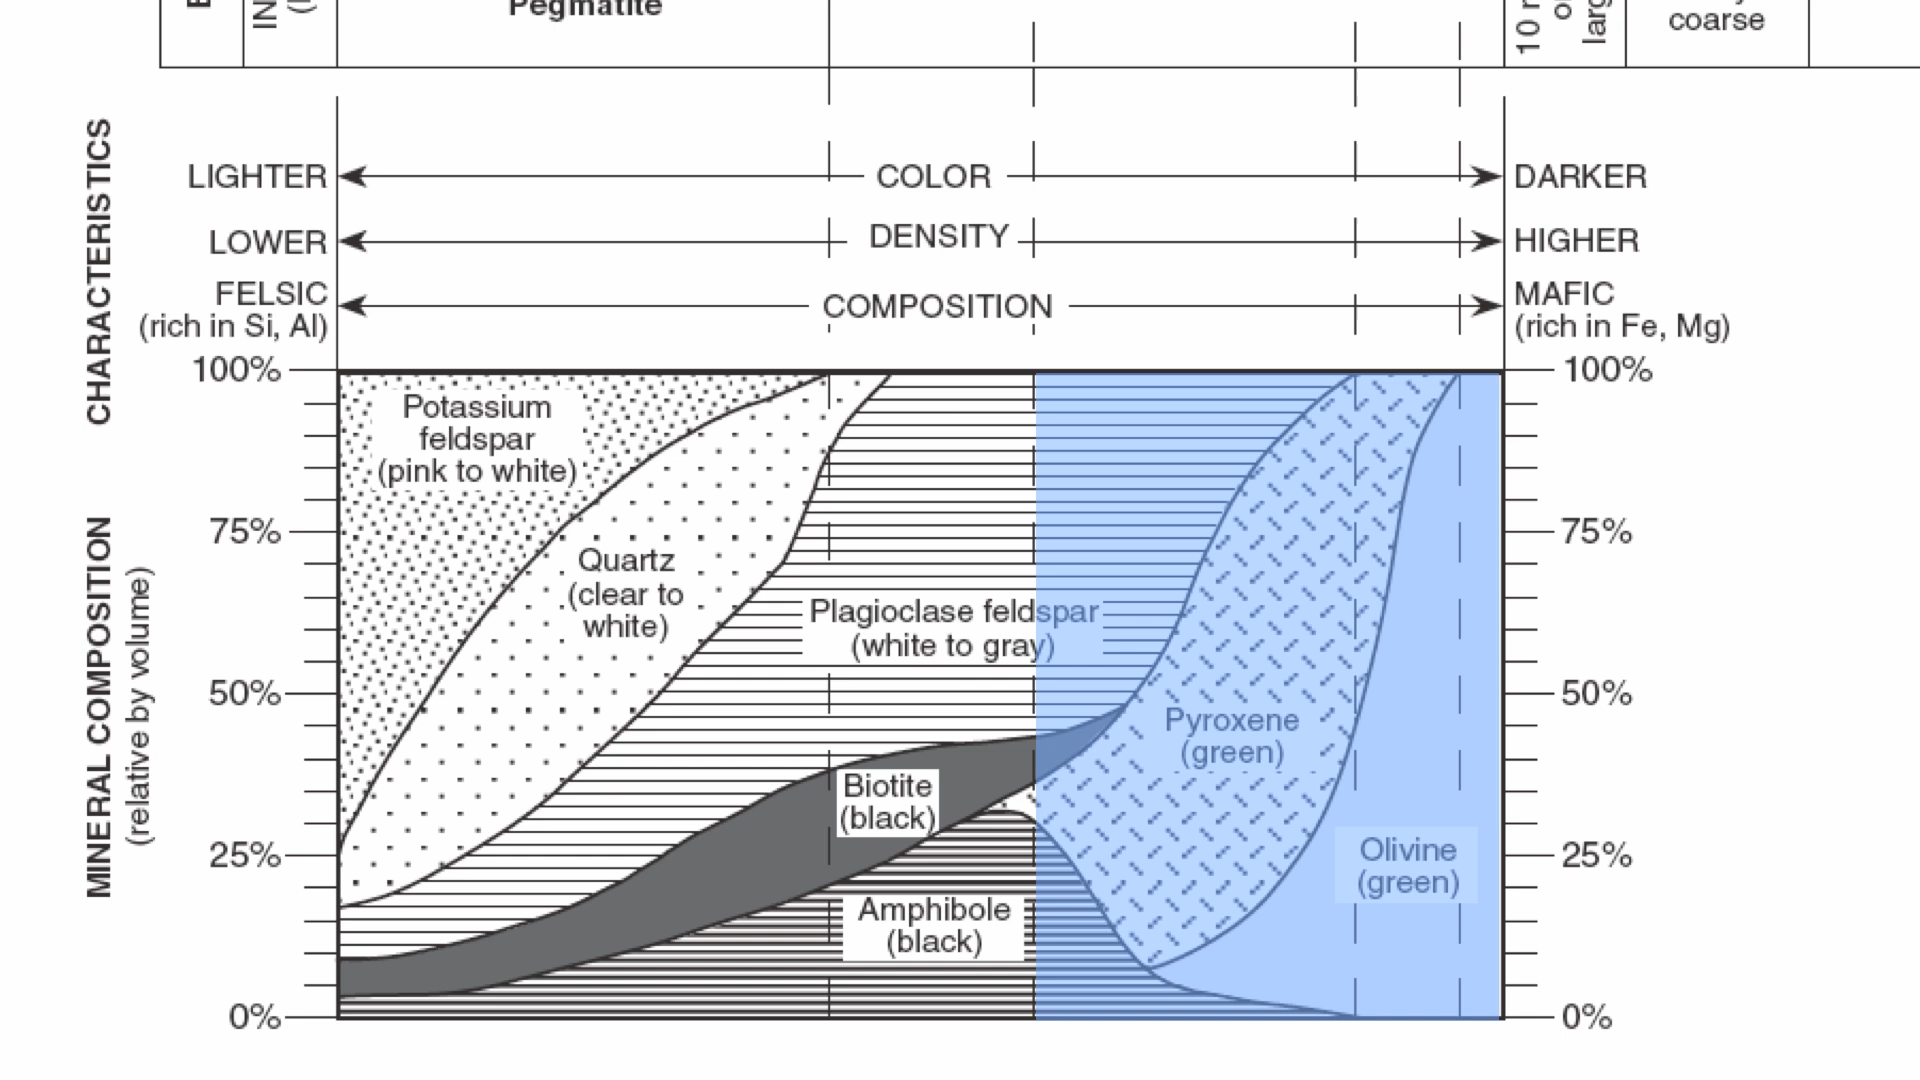 Pegmatite
coarse
CHARACTERISTICS
LIGHTER
COLOR
DARKER
LOWER
DENSITY
HIGHER
FELSIC
(rich in Si, Al)
COMPOSITION
MAFIC
(rich in Fe, Mg)
MINERAL COMPOSITION
(relative by volume)
100%
75%
50%
25%
0%
Potassium
feldspar
(pink to white)
Quartz
(clear to
white)
Plagioclase feldspar
(white to gray)
Biotite
(black)
Amphibole
(black)
Pyroxene
(green)
Olivine
(green)
100%
75%
50%
25%
0%